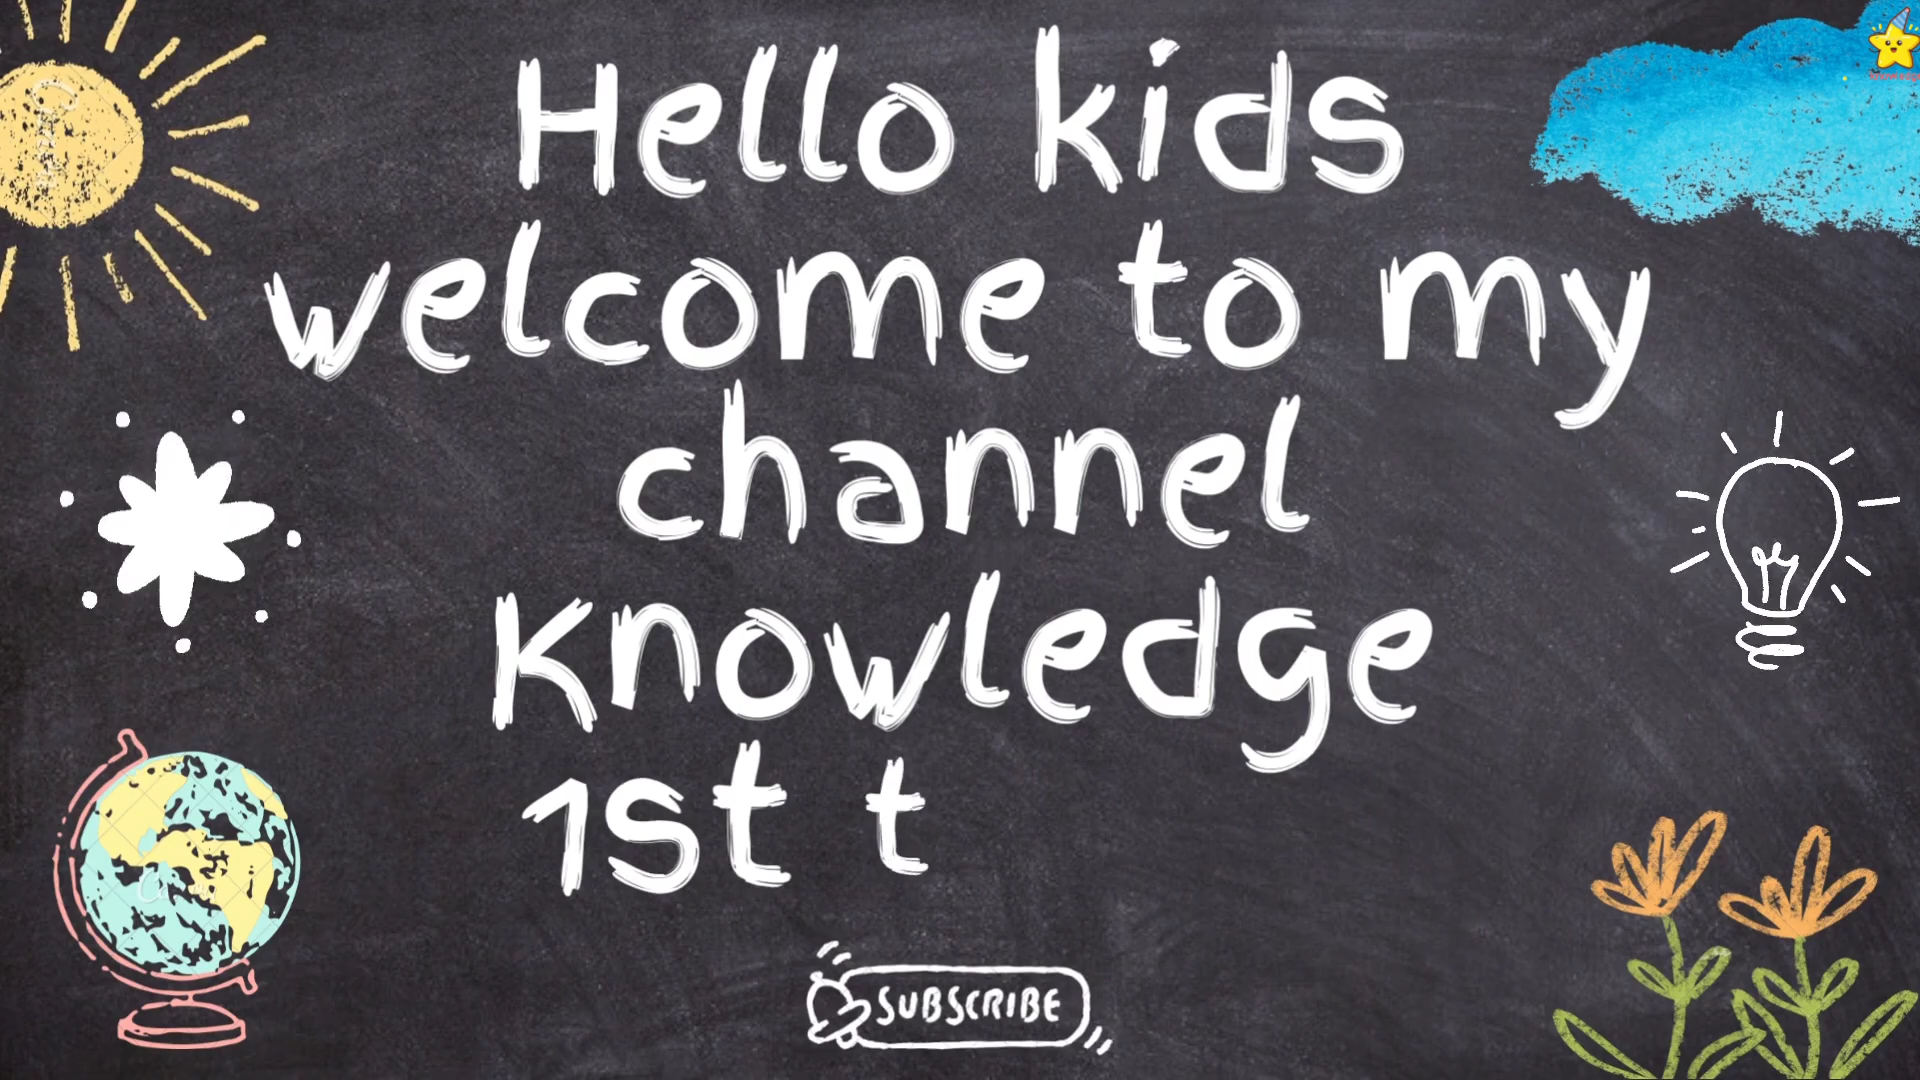 Hello kids
welcome to my
channel
Knowledge
1st t
SUBSCRIBE